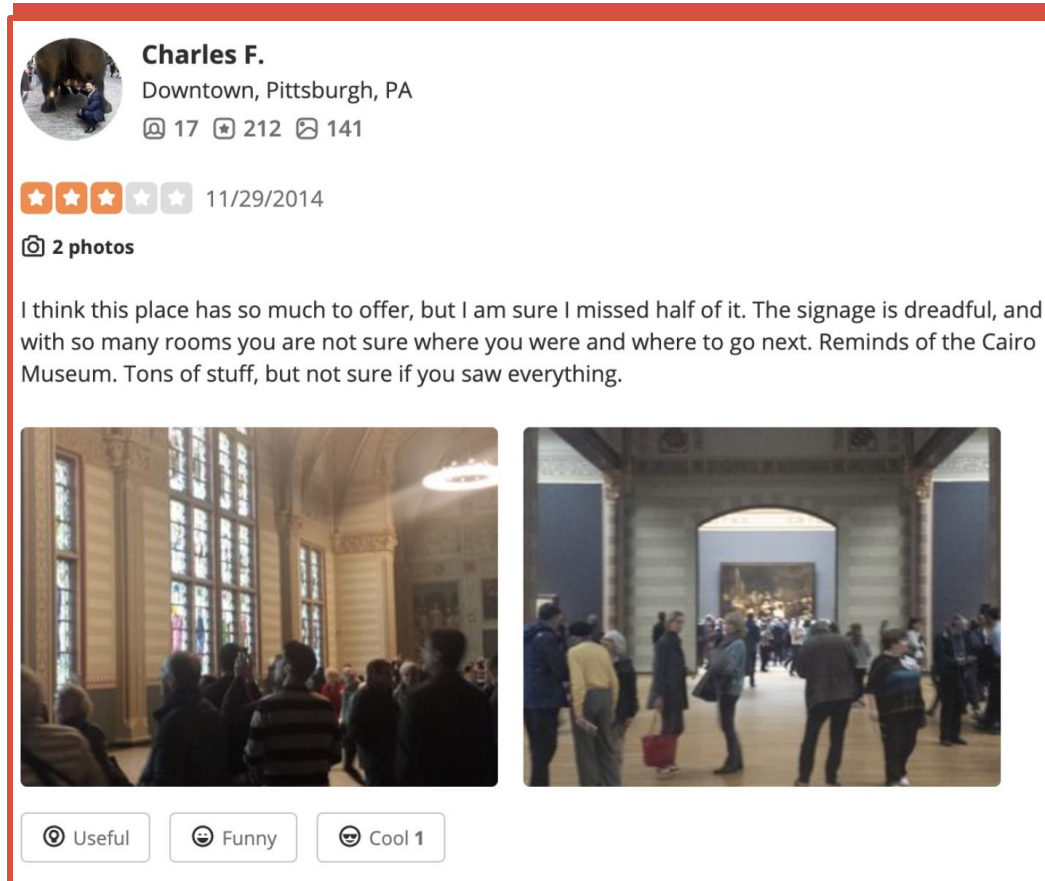 Charles F.
Downtown, Pittsburgh, PA
17 212 141
11/29/2014
2 photos
I think this place has so much to offer, but I am sure I missed half of it. The signage is dreadful, and
with so many rooms you are not sure where you were and where to go next. Reminds of the Cairo
Museum. Tons of stuff, but not sure if you saw everything.
Useful Funny Cool 1